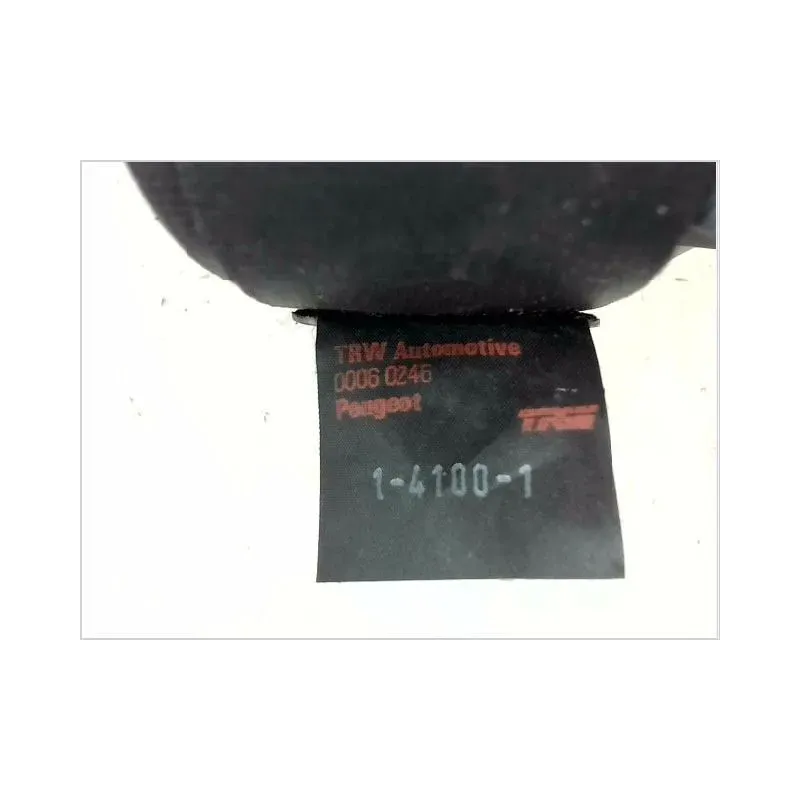 TRW Automotive
0006 0246
Peugeot
TRW
1-4100-1